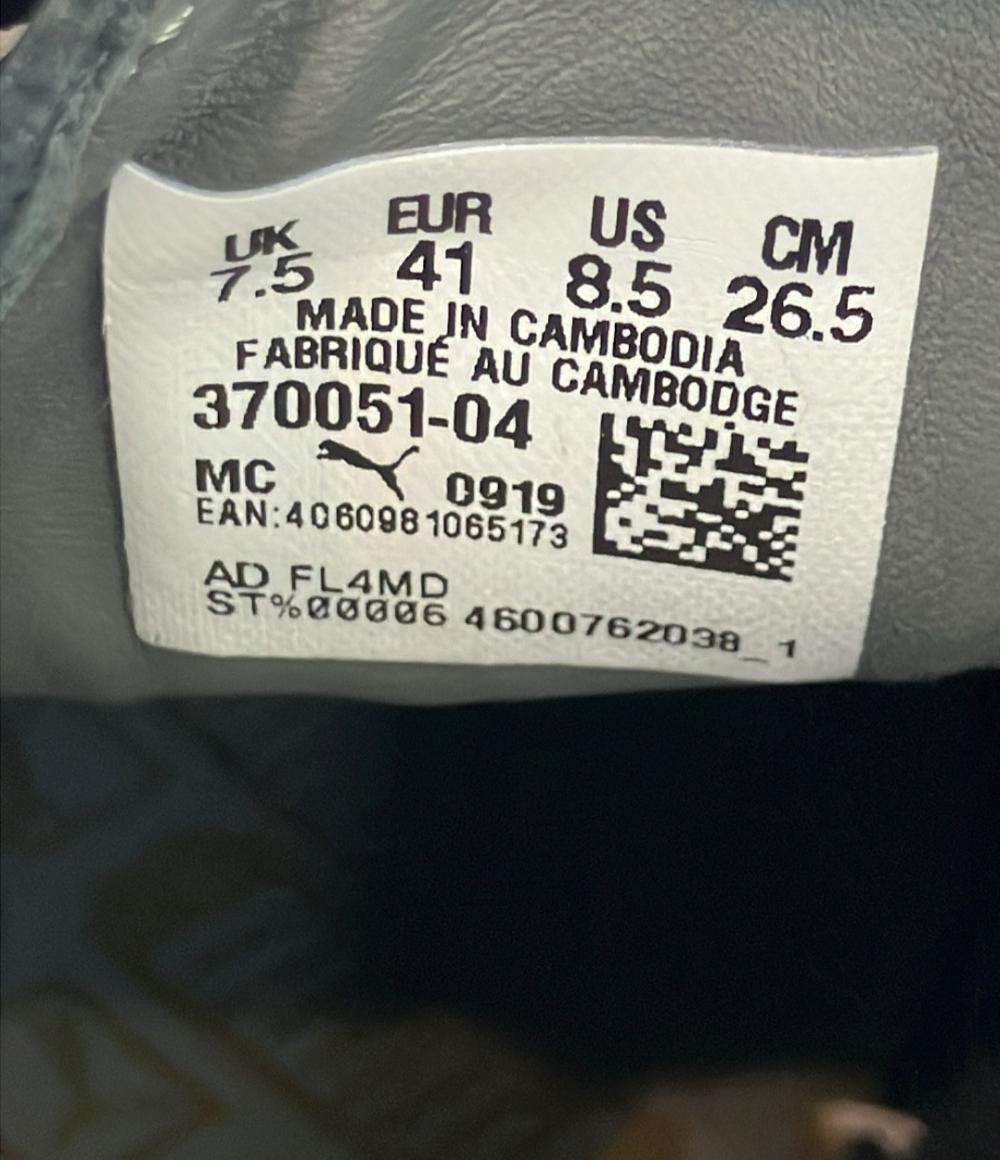 UK EUR US CM
7.5 41 8.5 26.5
MADE IN CAMBODIA
FABRIQUÉ AU CAMBODGE
370051-04
MC 0919
EAN:4060981065173
AD FL4MD
ST%00006 4600762038_1